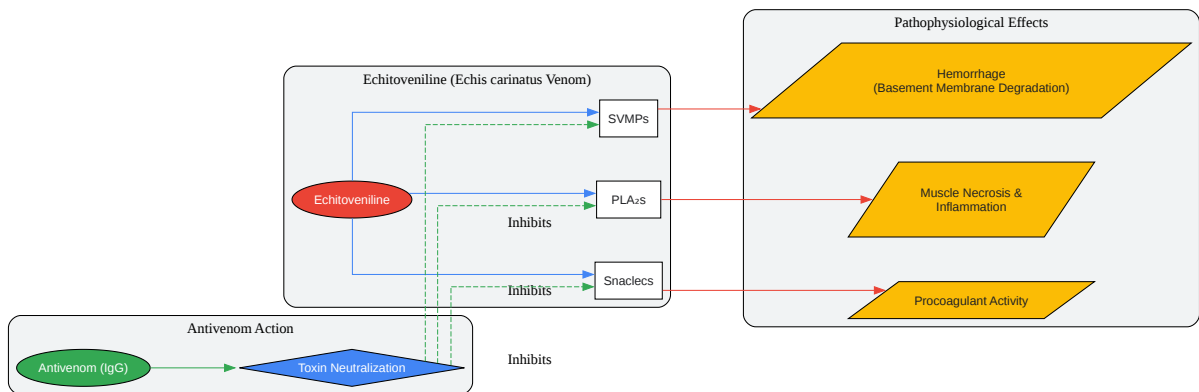 Pathophysiological Effects
Hemorrhage
(Basement Membrane Degradation)
Echitoveniline (Echis carinatus Venom)
SVMPs
Echitoveniline
PLA₂s
Muscle Necrosis &
Inflammation
Inhibits
Snaclecs
Inhibits
Procoagulant Activity
Antivenom Action
Antivenom (IgG)
Toxin Neutralization
Inhibits